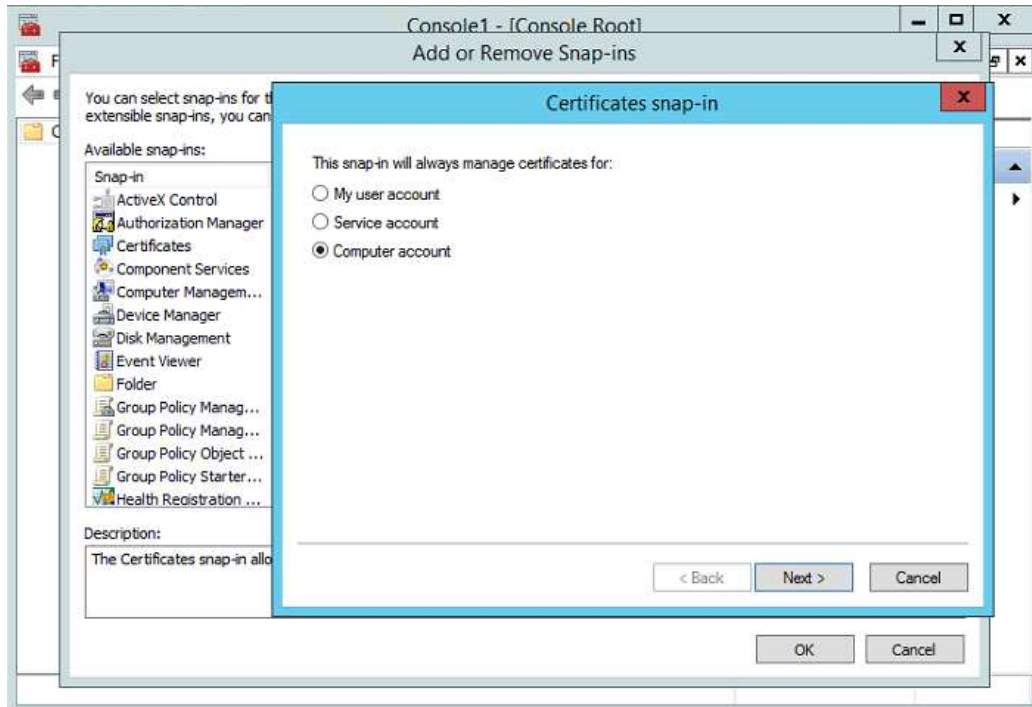 Console1 - [Console Root]
Add or Remove Snap-ins
F
You can select snap-ins for t
extensible snap-ins, you can
Certificates snap-in
Available snap-ins:
Snap-in
ActiveX Control
Authorization Manager
Certificates
Component Services
Computer Managem...
Device Manager
Disk Management
Event Viewer
Folder
Group Policy Manag...
Group Policy Manag...
Group Policy Object ...
Group Policy Starter...
Health Registration ...
This snap-in will always manage certificates for:
My user account
Service account
Computer account
Description:
The Certificates snap-in allo
< Back
Next >
Cancel
OK
Cancel